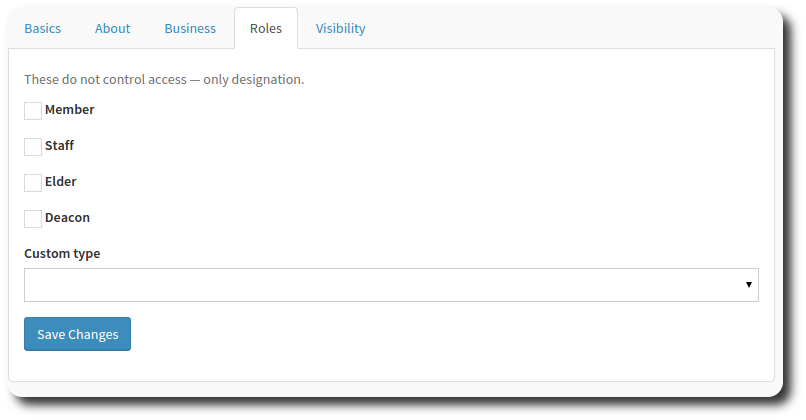 Basics About Business Roles Visibility
These do not control access — only designation.
Member
Staff
Elder
Deacon
Custom type
Save Changes